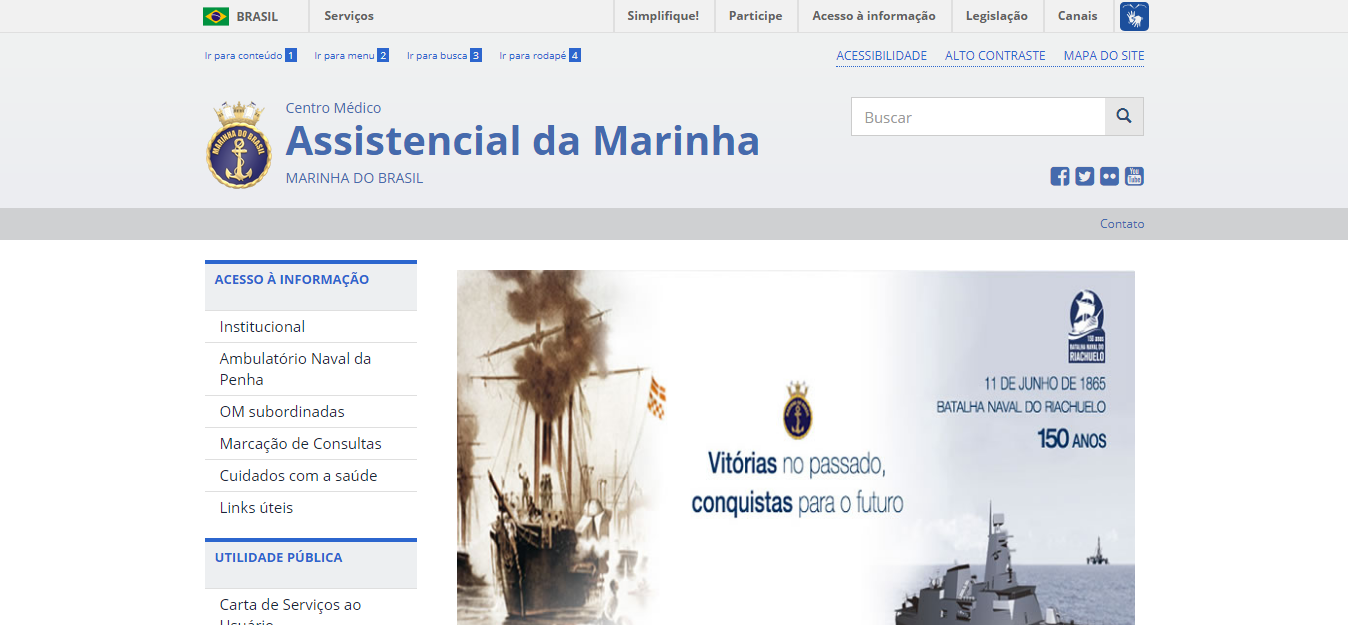 BRASIL
Serviços
Simplifique!
Participe
Acesso à informação
Legislação
Canais
Ir para conteúdo 1
Ir para menu 2
Ir para busca 3
Ir para rodapé 4
ACESSIBILIDADE
ALTO CONTRASTE
MAPA DO SITE
MARINHA DO BRASIL
Centro Médico
Assistencial da Marinha
MARINHA DO BRASIL
Buscar
You Tube
Contato
ACESSO À INFORMAÇÃO
Institucional
Ambulatório Naval da
Penha
OM subordinadas
Marcação de Consultas
Cuidados com a saúde
Links úteis
UTILIDADE PÚBLICA
Carta de Serviços ao
Usuário
150 anos
BATALHA NAVAL DO
RIACHUELO
11 DE JUNHO DE 1865
BATALHA NAVAL DO RIACHUELO
150 ANOS
Vitórias no passado,
conquistas para o futuro